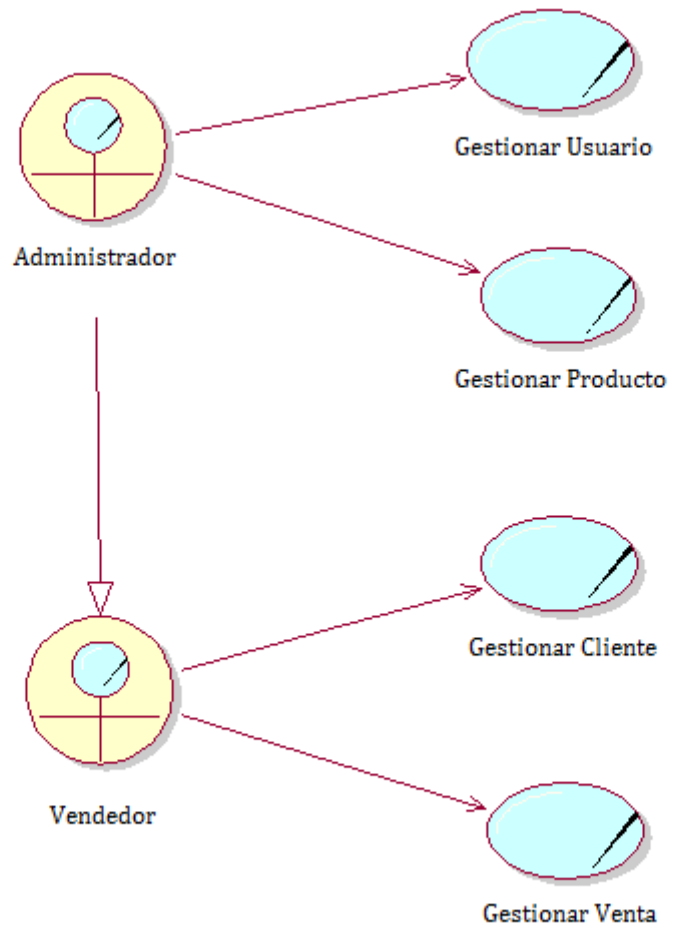 Gestionar Usuario
Administrador
Gestionar Producto
Gestionar Cliente
Vendedor
Gestionar Venta